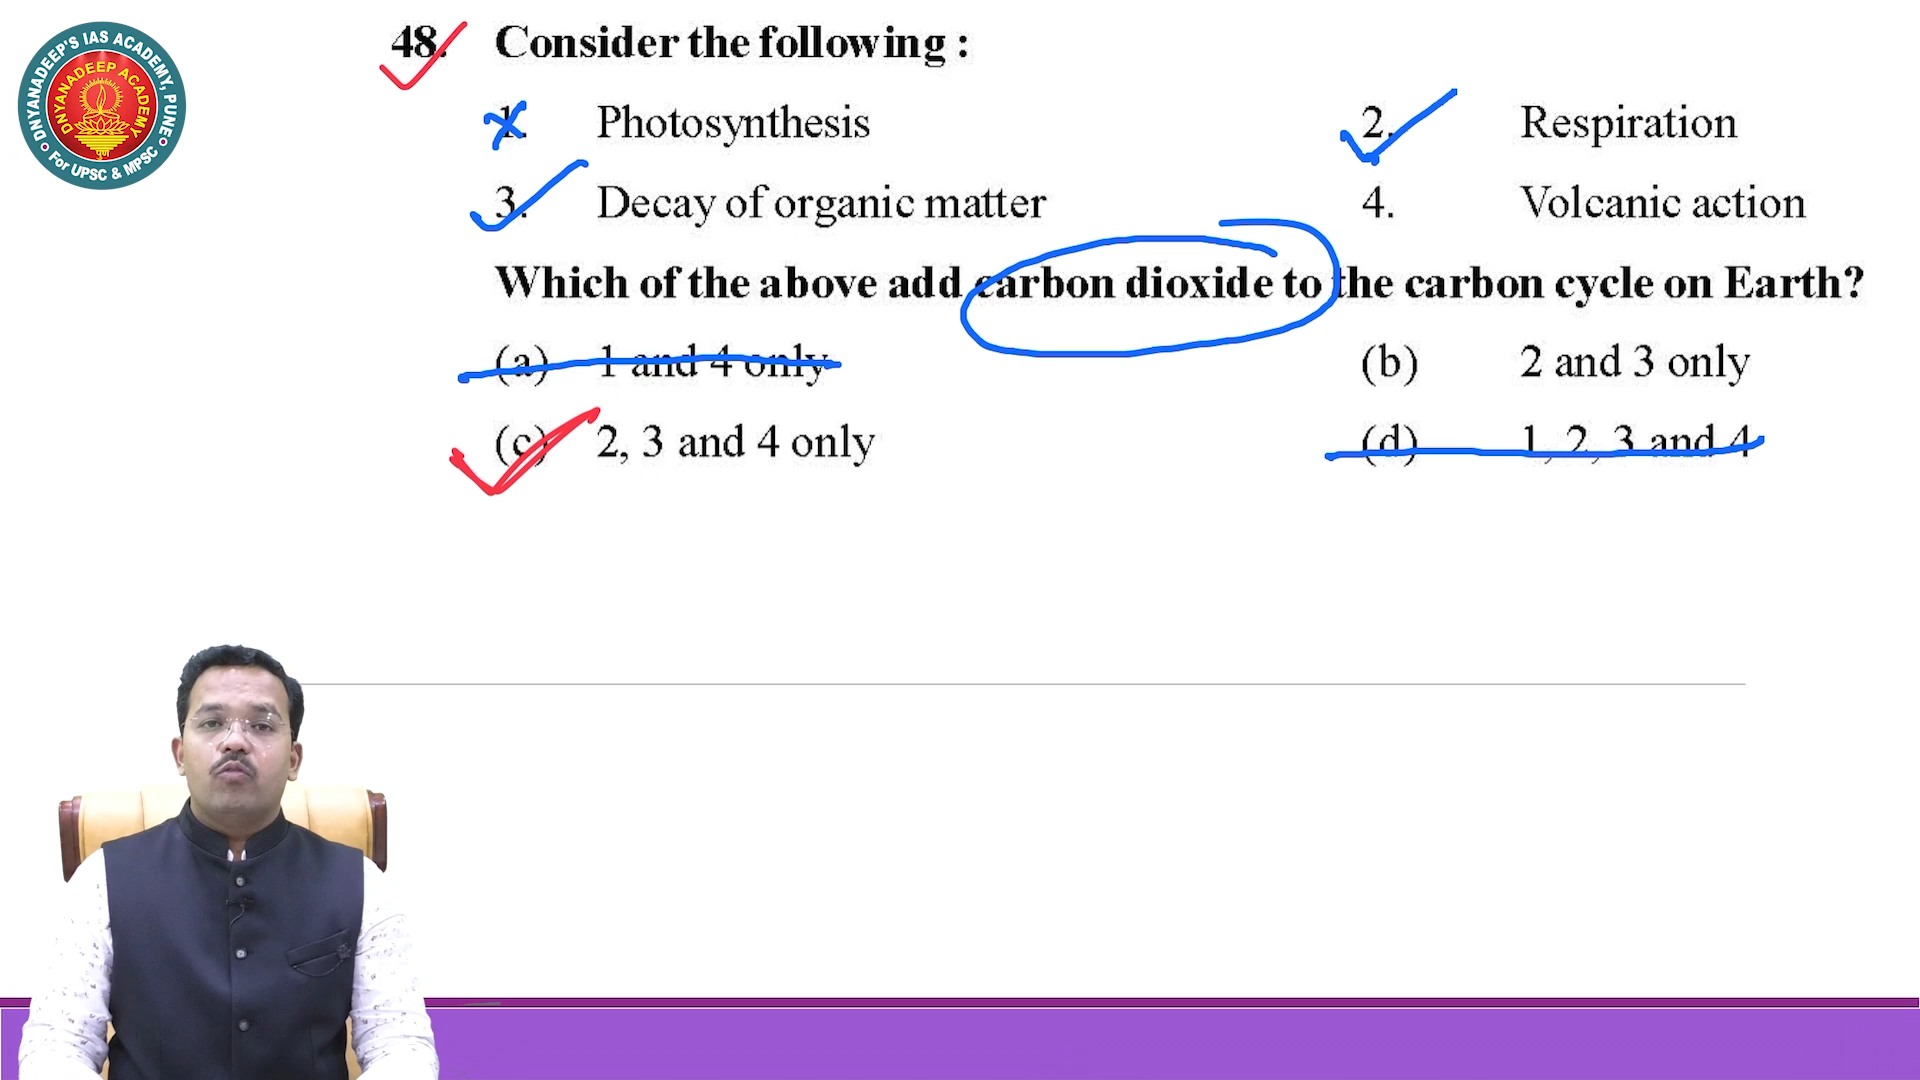 DNYANADEEP'S IAS ACADEMY, PUNE
DNYANADEEP ACADEMY
For UPSC & MPSC
48. Consider the following :
1. Photosynthesis 2. Respiration
3. Decay of organic matter 4. Volcanic action
Which of the above add carbon dioxide to the carbon cycle on Earth?
(a) 1 and 4 only (b) 2 and 3 only
(c) 2, 3 and 4 only (d) 1, 2, 3 and 4